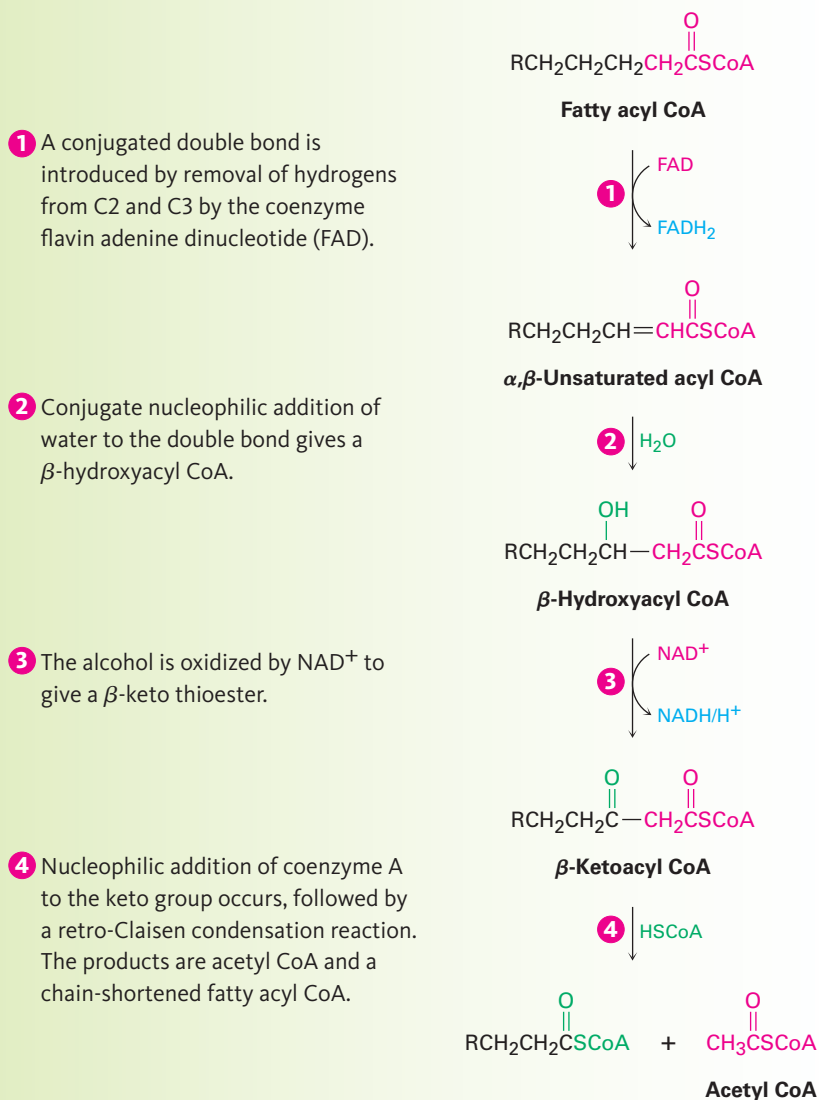 O
||
RCH₂CH₂CH₂CH₂CSCoA
Fatty acyl CoA
1 A conjugated double bond is
introduced by removal of hydrogens
from C2 and C3 by the coenzyme
flavin adenine dinucleotide (FAD).
1
FAD
FADH₂
O
||
RCH₂CH₂CH=CHCSCoA
α,β-Unsaturated acyl CoA
2 Conjugate nucleophilic addition of
water to the double bond gives a
β-hydroxyacyl CoA.
2 H₂O
OH O
| ||
RCH₂CH₂CH—CH₂CSCoA
β-Hydroxyacyl CoA
3 The alcohol is oxidized by NAD⁺ to
give a β-keto thioester.
3
NAD⁺
NADH/H⁺
O O
|| ||
RCH₂CH₂C—CH₂CSCoA
β-Ketoacyl CoA
4 Nucleophilic addition of coenzyme A
to the keto group occurs, followed by
a retro-Claisen condensation reaction.
The products are acetyl CoA and a
chain-shortened fatty acyl CoA.
4 HSCoA
O O
|| ||
RCH₂CH₂CSCoA + CH₃CSCoA
Acetyl CoA